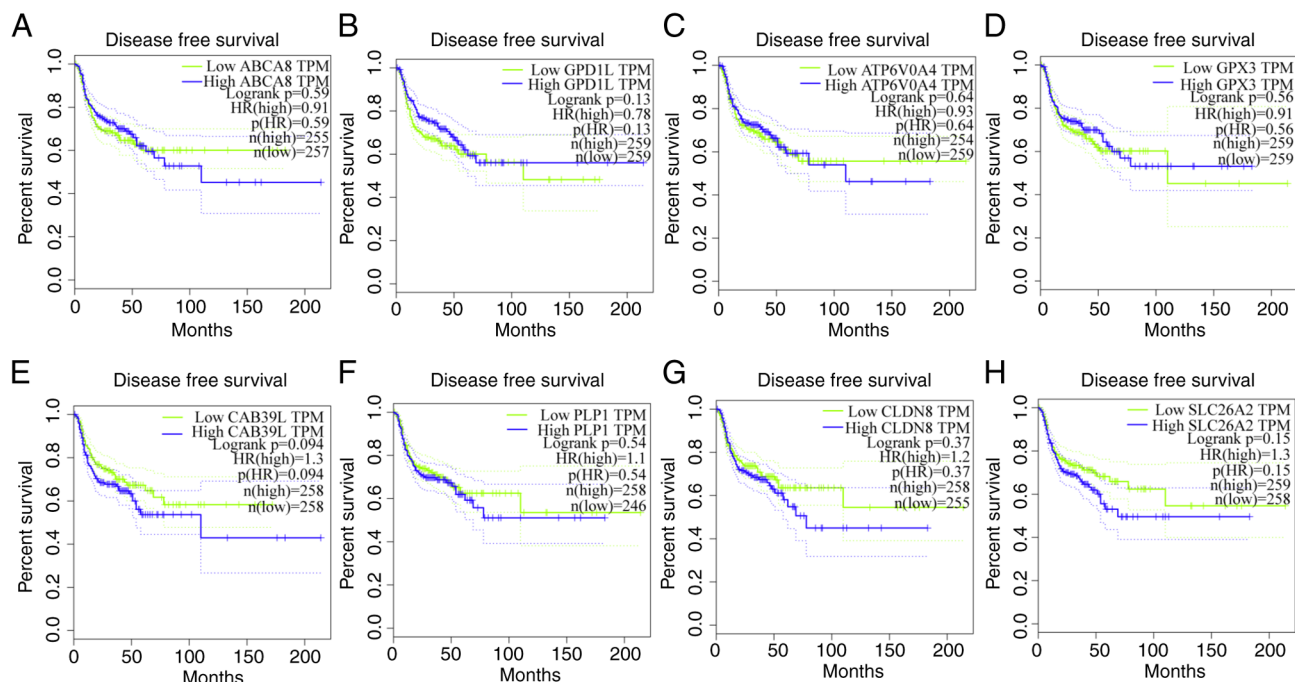 A
Disease free survival
Low ABCA8 TPM
High ABCA8 TPM
Logrank p=0.59
HR(high)=0.91
p(HR)=0.59
n(high)=255
n(low)=257
Percent survival
0.0 0.2 0.4 0.6 0.8 1.0
0 50 100 150 200
Months
B
Disease free survival
Low GPD1L TPM
High GPD1L TPM
Logrank p=0.13
HR(high)=0.78
p(HR)=0.13
n(high)=259
n(low)=259
Percent survival
0.0 0.2 0.4 0.6 0.8 1.0
0 50 100 150 200
Months
C
Disease free survival
Low ATP6V0A4 TPM
High ATP6V0A4 TPM
Logrank p=0.64
HR(high)=0.93
p(HR)=0.64
n(high)=254
n(low)=259
Percent survival
0.0 0.2 0.4 0.6 0.8 1.0
0 50 100 150 200
Months
D
Disease free survival
Low GPX3 TPM
High GPX3 TPM
Logrank p=0.56
HR(high)=0.91
p(HR)=0.56
n(high)=259
n(low)=259
Percent survival
0.0 0.2 0.4 0.6 0.8 1.0
0 50 100 150 200
Months
E
Disease free survival
Low CAB39L TPM
High CAB39L TPM
Logrank p=0.094
HR(high)=1.3
p(HR)=0.094
n(high)=258
n(low)=258
Percent survival
0.0 0.2 0.4 0.6 0.8 1.0
0 50 100 150 200
Months
F
Disease free survival
Low PLP1 TPM
High PLP1 TPM
Logrank p=0.54
HR(high)=1.1
p(HR)=0.54
n(high)=258
n(low)=246
Percent survival
0.0 0.2 0.4 0.6 0.8 1.0
0 50 100 150 200
Months
G
Disease free survival
Low CLDN8 TPM
High CLDN8 TPM
Logrank p=0.37
HR(high)=1.2
p(HR)=0.37
n(high)=258
n(low)=255
Percent survival
0.0 0.2 0.4 0.6 0.8 1.0
0 50 100 150 200
Months
H
Disease free survival
Low SLC26A2 TPM
High SLC26A2 TPM
Logrank p=0.15
HR(high)=1.3
p(HR)=0.15
n(high)=259
n(low)=258
Percent survival
0.0 0.2 0.4 0.6 0.8 1.0
0 50 100 150 200
Months